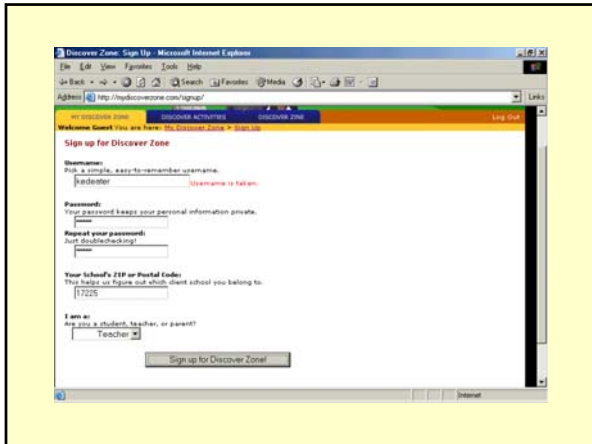 Discover Zone: Sign Up - Microsoft Internet Explorer
File Edit View Favorites Tools Help
Back Search Favorites Media
Address http://mydiscoverzone.com/signup/ Links
MY DISCOVER ZONE DISCOVER ACTIVITIES DISCOVER ZONE Log Out
Welcome Guest You are here: My Discover Zone > Sign Up
Sign up for Discover Zone
Username:
Pick a simple, easy-to-remember username.
kedeater Username is taken.
Password:
Your password keeps your personal information private.
Repeat your password:
Just doublechecking!
Your School's ZIP or Postal Code:
This helps us figure out which client school you belong to.
17225
I am a:
Are you a student, teacher, or parent?
Teacher
Sign up for Discover Zone!
Internet